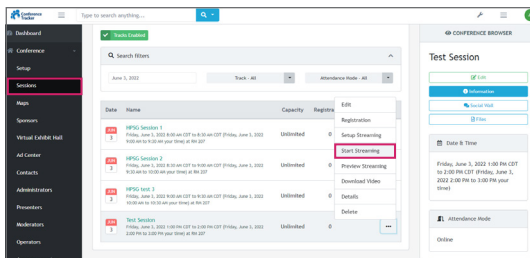 Conference Tracker
Type to search anything...
Dashboard
Conference
Setup
Sessions
Maps
Sponsors
Virtual Exhibit Hall
Ad Center
Contacts
Administrators
Presenters
Moderators
Operators
Tracks Enabled
Search filters
June 3, 2022
Track - All
Attendance Mode - All
Date Name Capacity
JUN 3
HPSG Session 1
Friday, June 3, 2022 8:00 AM CDT to 8:30 AM CDT (Friday, June 3, 2022
9:00 AM to 9:30 AM your time) at RM 207
Unlimited 0
JUN 3
HPSG Session 2
Friday, June 3, 2022 8:30 AM CDT to 9:00 AM CDT (Friday, June 3, 2022
9:30 AM to 10:00 AM your time) at RM 207
Unlimited 0
JUN 3
HPSG test 3
Friday, June 3, 2022 9:00 AM CDT to 9:30 AM CDT (Friday, June 3, 2022
10:00 AM to 10:30 AM your time) at RM 207
Unlimited 0
JUN 3
Test Session
Friday, June 3, 2022 1:00 PM CDT to 2:00 PM CDT (Friday, June 3, 2022
2:00 PM to 3:00 PM your time) at RM 207
Unlimited 0
Edit
Registration
Setup Streaming
Start Streaming
Preview Streaming
Download Video
Details
Delete
CONFERENCE BROWSER
Test Session
Edit
Information
Social Wall
Files
Date & Time
Friday, June 3, 2022 1:00 PM CDT
to 2:00 PM CDT (Friday, June 3,
2022 2:00 PM to 3:00 PM your
time)
Attendance Mode
Online